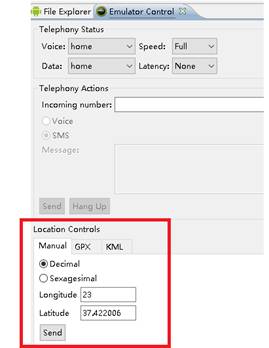 File Explorer Emulator Control
Telephony Status
Voice: home Speed: Full
Data: home Latency: None
Telephony Actions
Incoming number:
Voice
SMS
Message:
Send Hang Up
Location Controls
Manual GPX KML
Decimal
Sexagesimal
Longitude 23
Latitude 37.422006
Send